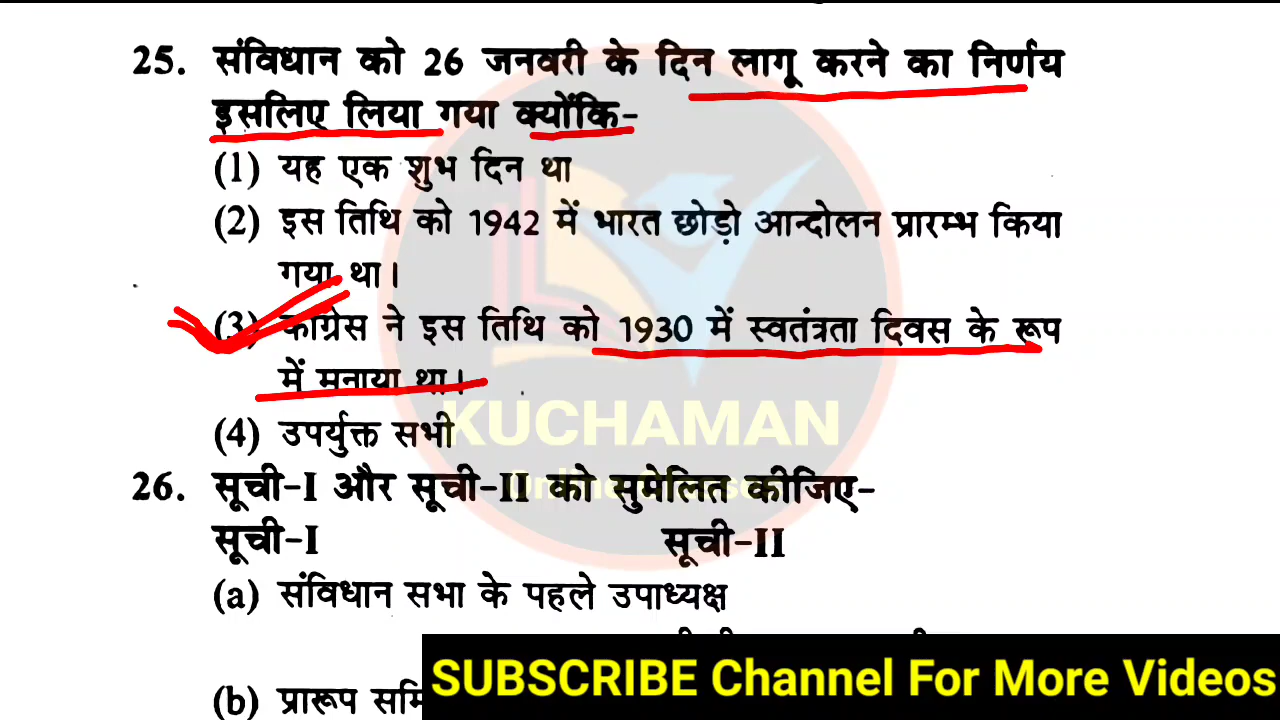 25. संविधान को 26 जनवरी के दिन लागू करने का निर्णय
इसलिए लिया गया क्योंकि-
(1) यह एक शुभ दिन था
(2) इस तिथि को 1942 में भारत छोड़ो आन्दोलन प्रारम्भ किया
गया था।
(3) कांग्रेस ने इस तिथि को 1930 में स्वतंत्रता दिवस के रूप
में मनाया था।
(4) उपर्युक्त सभी
KUCHAMAN
26. सूची-I और सूची-II को सुमेलित कीजिए-
सूची-I सूची-II
(a) संविधान सभा के पहले उपाध्यक्ष
(b) प्रारूप
SUBSCRIBE Channel For More Videos